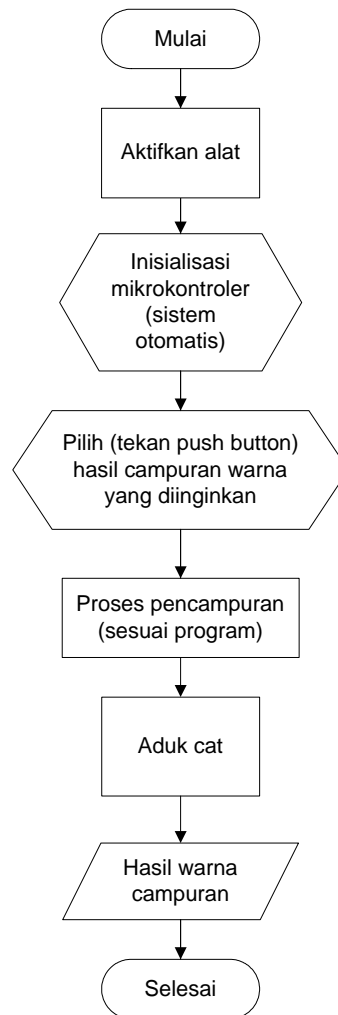 Mulai
Aktifkan alat
Inisialisasi
mikrokontroler
(sistem
otomatis)
Pilih (tekan push button)
hasil campuran warna
yang diinginkan
Proses pencampuran
(sesuai program)
Aduk cat
Hasil warna
campuran
Selesai